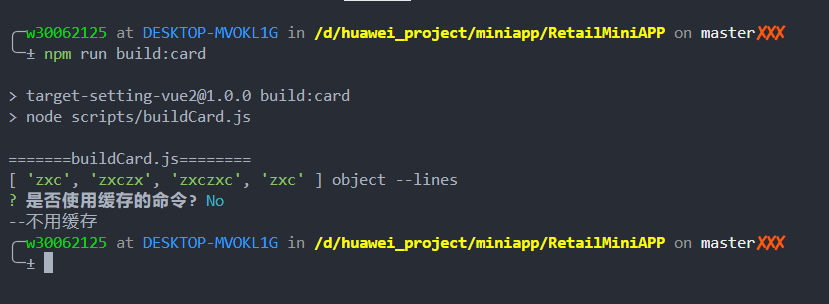 w30062125 at DESKTOP-MVOKL1G in /d/huawei_project/miniapp/RetailMiniAPP on master✗✗✗
± npm run build:card
> target-setting-vue2@1.0.0 build:card
> node scripts/buildCard.js
=======buildCard.js========
[ 'zxc', 'zxczx', 'zxczxc', 'zxc' ] object --lines
? 是否使用缓存的命令? No
--不用缓存
w30062125 at DESKTOP-MVOKL1G in /d/huawei_project/miniapp/RetailMiniAPP on master✗✗✗
±